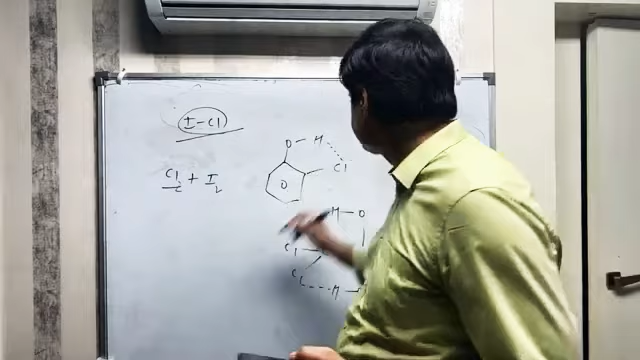 I-Cl
Cl2 + I2
O - H
Cl
O
H-O
Cl
Cl---H